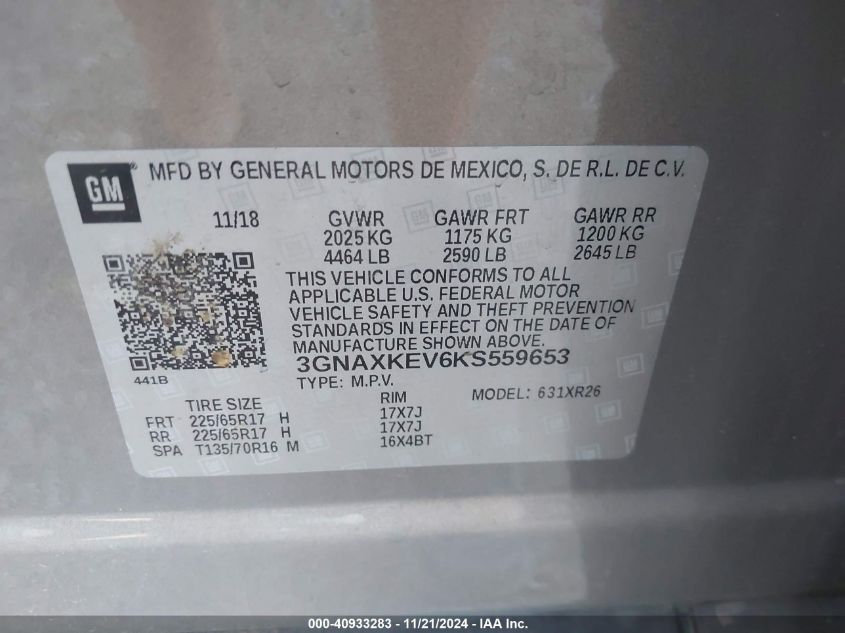 GM ® MFD BY GENERAL MOTORS DE MEXICO, S. DE R.L. DE C.V.
11/18 GVWR GAWR FRT GAWR RR
2025 KG 1175 KG 1200 KG
4464 LB 2590 LB 2645 LB
THIS VEHICLE CONFORMS TO ALL
APPLICABLE U.S. FEDERAL MOTOR
VEHICLE SAFETY AND THEFT PREVENTION
STANDARDS IN EFFECT ON THE DATE OF
MANUFACTURE SHOWN ABOVE.
3GNAXKEV6KS559653
441B TYPE: M.P.V. MODEL: 631XR26
TIRE SIZE RIM
FRT 225/65R17 H 17X7J
RR 225/65R17 H 17X7J
SPA T135/70R16 M 16X4BT
000-40933283 - 11/21/2024 - IAA Inc.